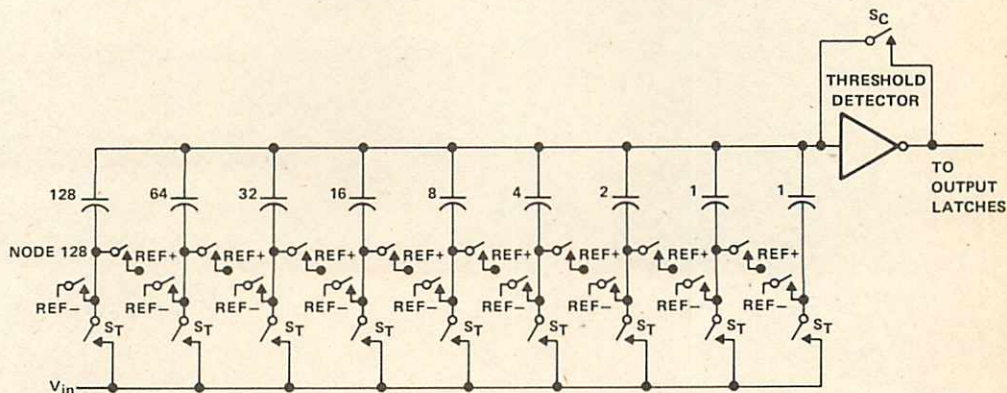 SC
THRESHOLD
DETECTOR
TO
OUTPUT
LATCHES
128 64 32 16 8 4 2 1 1
NODE 128 REF+ REF+ REF+ REF+ REF+ REF+ REF+ REF+
REF– REF– REF– REF– REF– REF– REF– REF– REF–
ST ST ST ST ST ST ST ST ST
Vin